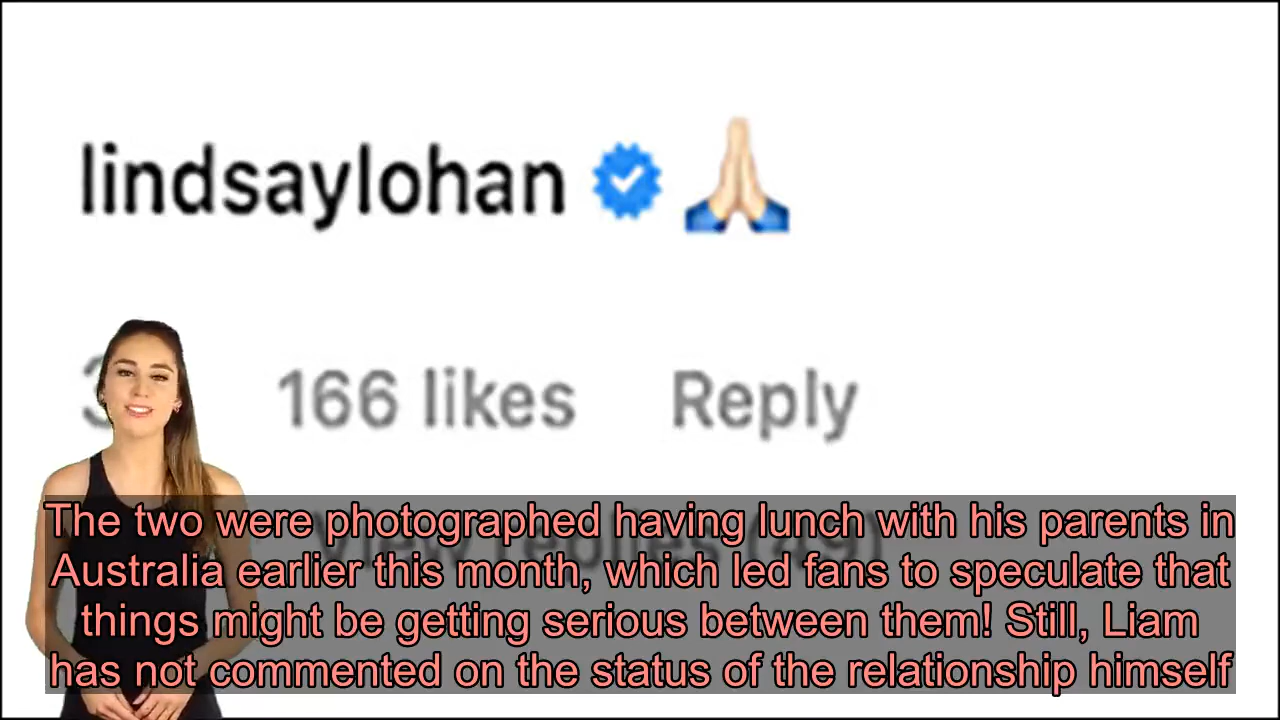 lindsaylohan
166 likes Reply
The two were photographed having lunch with his parents in
Australia earlier this month, which led fans to speculate that
things might be getting serious between them! Still, Liam
has not commented on the status of the relationship himself